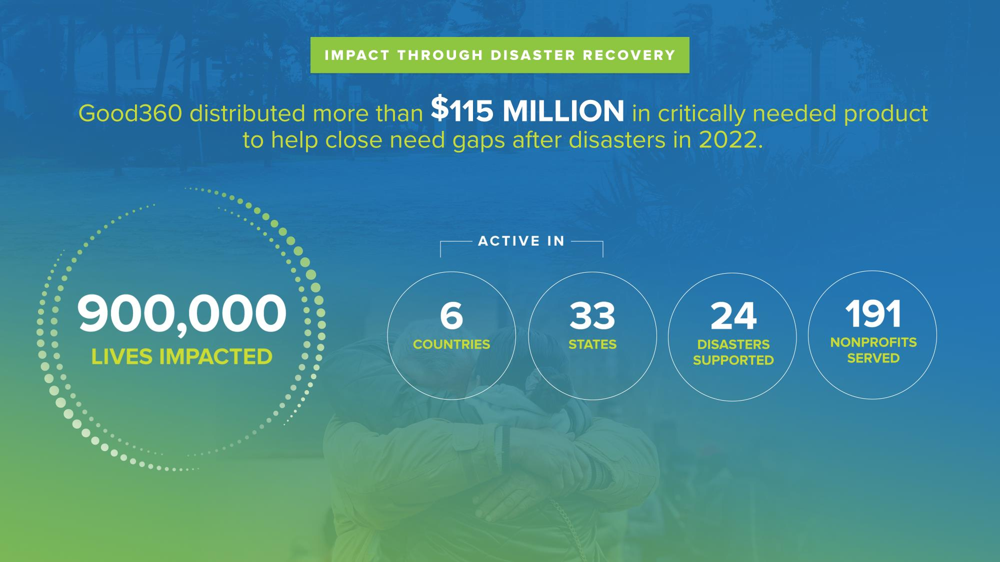 IMPACT THROUGH DISASTER RECOVERY
Good360 distributed more than $115 MILLION in critically needed product
to help close need gaps after disasters in 2022.
900,000
LIVES IMPACTED
ACTIVE IN
6
COUNTRIES
33
STATES
24
DISASTERS
SUPPORTED
191
NONPROFITS
SERVED